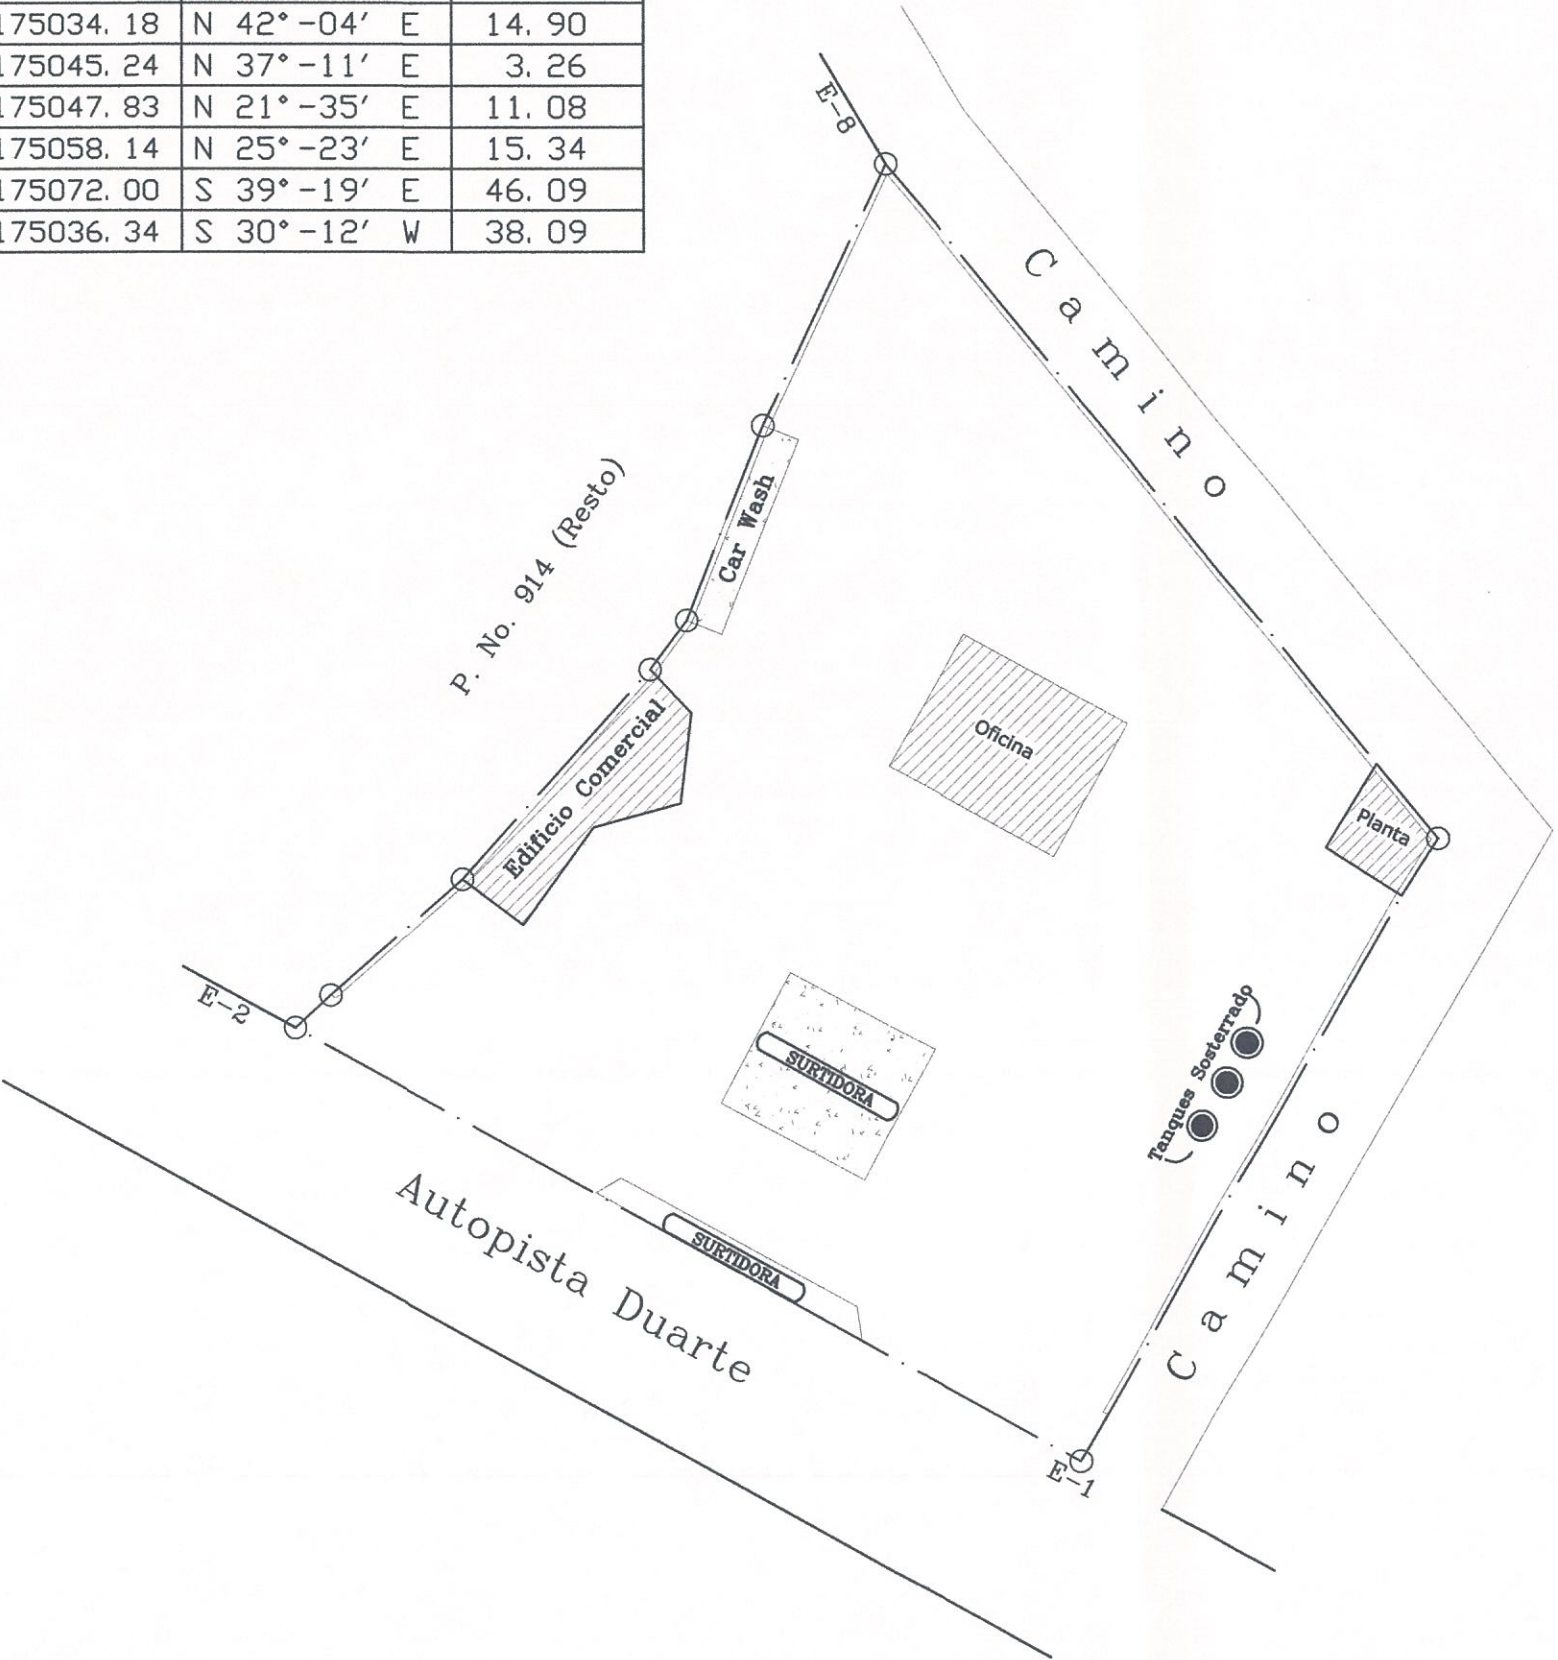 175034.18 N 42°-04' E 14.90
175045.24 N 37°-11' E 3.26
175047.83 N 21°-35' E 11.08
175058.14 N 25°-23' E 15.34
175072.00 S 39°-19' E 46.09
175036.34 S 30°-12' W 38.09
E-8
Camino
P. No. 914 (Resto)
Car Wash
Oficina
Edificio Comercial
Planta
E-2
Tanques Sosterrado
SURTIDORA
SURTIDORA
Autopista Duarte
Camino
E-1